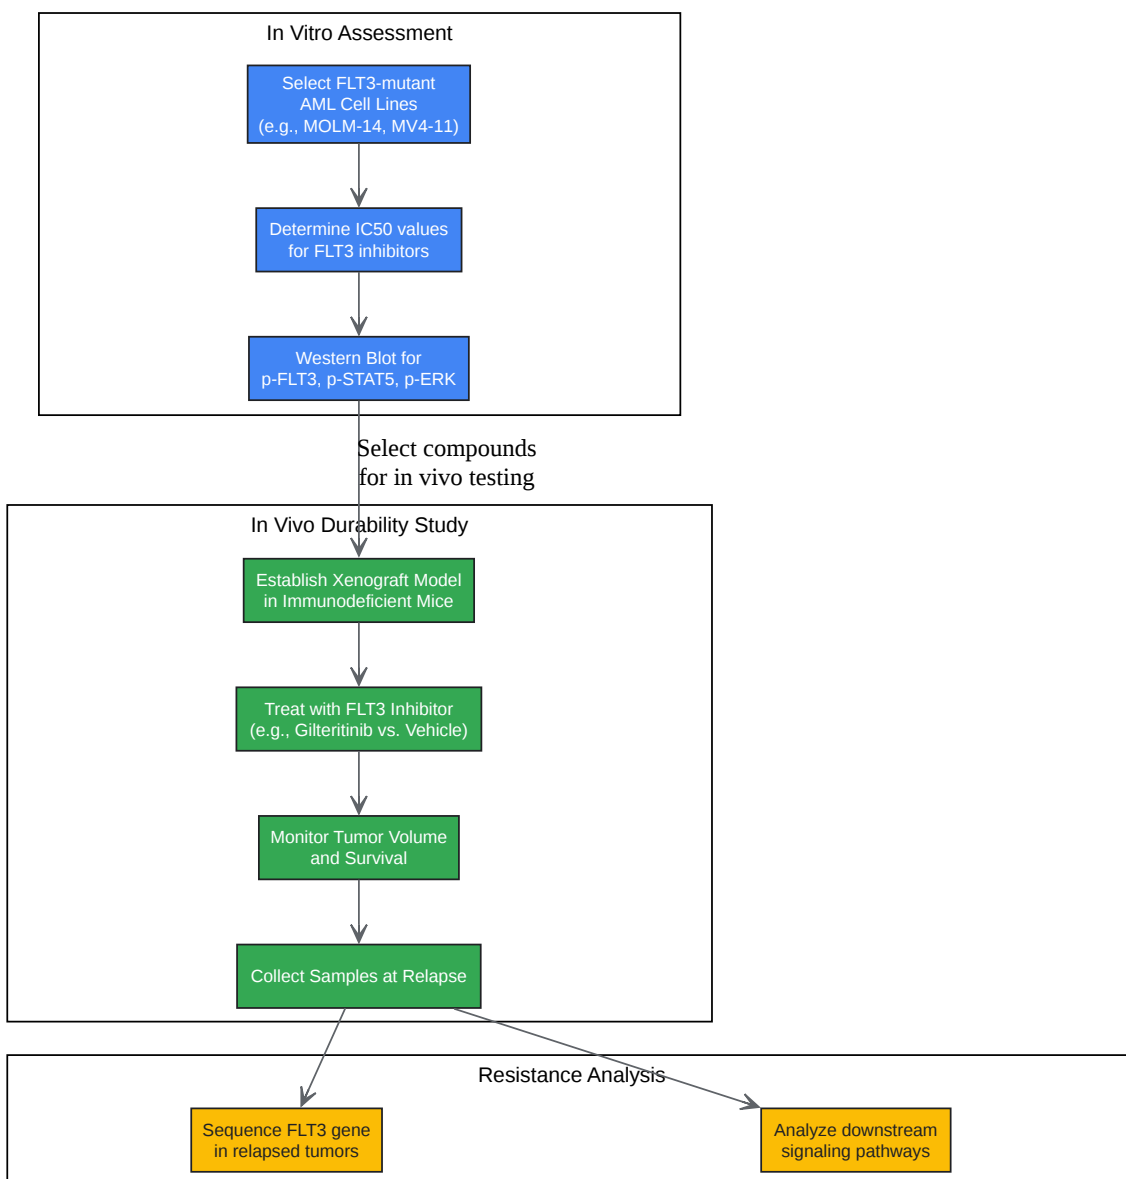 In Vitro Assessment
Select FLT3-mutant
AML Cell Lines
(e.g., MOLM-14, MV4-11)
Determine IC50 values
for FLT3 inhibitors
Western Blot for
p-FLT3, p-STAT5, p-ERK
Select compounds
for in vivo testing
In Vivo Durability Study
Establish Xenograft Model
in Immunodeficient Mice
Treat with FLT3 Inhibitor
(e.g., Gilteritinib vs. Vehicle)
Monitor Tumor Volume
and Survival
Collect Samples at Relapse
Resistance Analysis
Sequence FLT3 gene
in relapsed tumors
Analyze downstream
signaling pathways